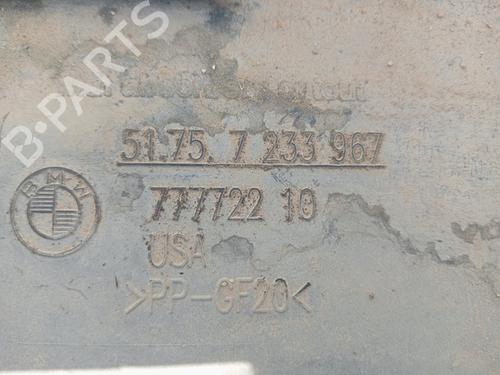 B-PARTS
51.75. 7 233 967
BMW
777722 10
USA
>PP-GF20<